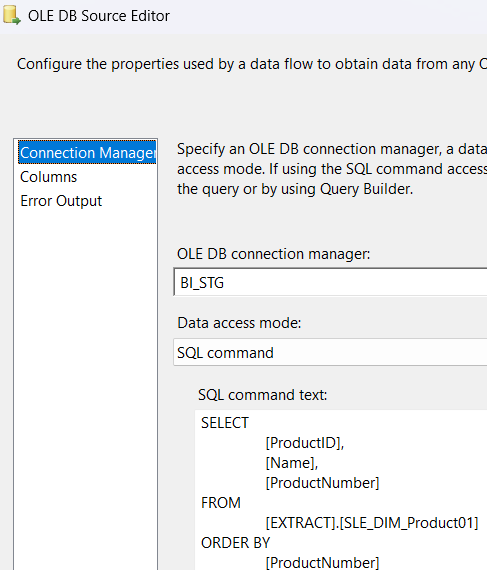 OLE DB Source Editor
Configure the properties used by a data flow to obtain data from any O
Connection Manager
Columns
Error Output
Specify an OLE DB connection manager, a data
access mode. If using the SQL command access
the query or by using Query Builder.
OLE DB connection manager:
BI_STG
Data access mode:
SQL command
SQL command text:
SELECT
[ProductID],
[Name],
[ProductNumber]
FROM
[EXTRACT].[SLE_DIM_Product01]
ORDER BY
[ProductNumber]